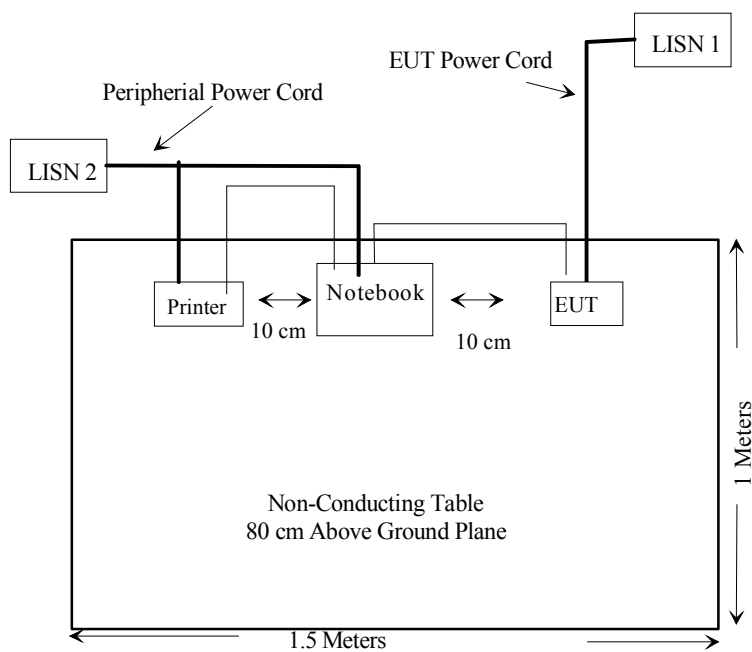 LISN 1
EUT Power Cord
Peripherial Power Cord
LISN 2
Printer
Notebook
EUT
10 cm
10 cm
1 Meters
Non-Conducting Table
80 cm Above Ground Plane
1.5 Meters